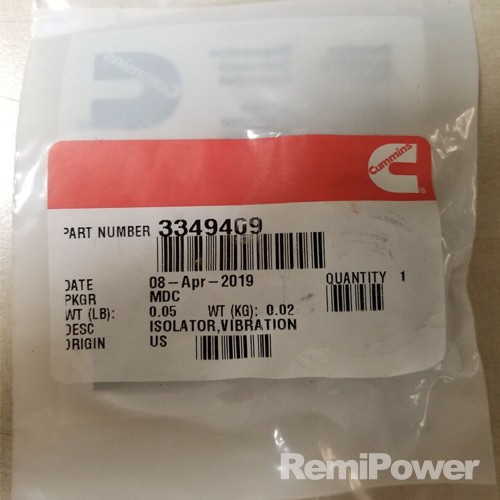 Cummins
Cummins
PART NUMBER 3349409
DATE 08-Apr-2019 QUANTITY 1
PKGR MDC
WT (LB): 0.05 WT (KG): 0.02
DESC ISOLATOR,VIBRATION
ORIGIN US
RemiPower